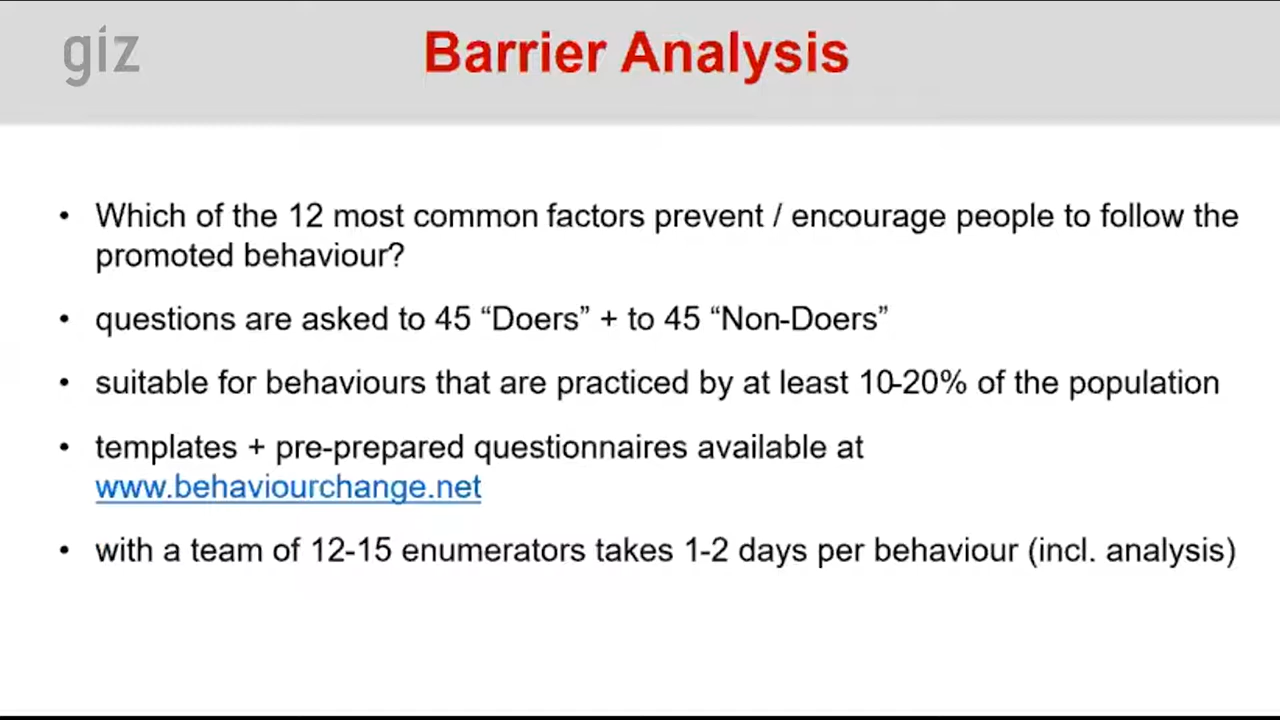 giz
Barrier Analysis
• Which of the 12 most common factors prevent / encourage people to follow the
promoted behaviour?
• questions are asked to 45 “Doers” + to 45 “Non-Doers”
• suitable for behaviours that are practiced by at least 10-20% of the population
• templates + pre-prepared questionnaires available at
www.behaviourchange.net
• with a team of 12-15 enumerators takes 1-2 days per behaviour (incl. analysis)